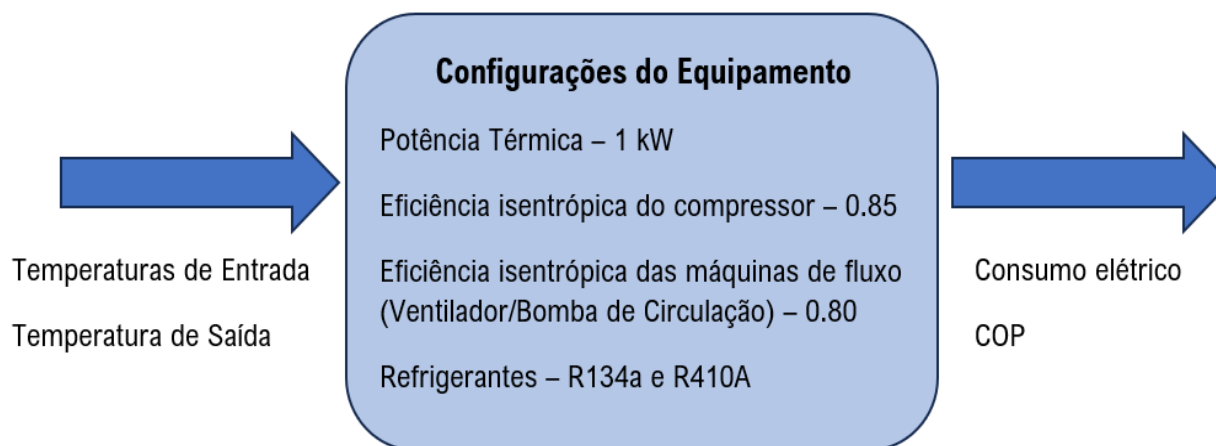 Configurações do Equipamento
Potência Térmica – 1 kW
Eficiência isentrópica do compressor – 0.85
Eficiência isentrópica das máquinas de fluxo
(Ventilador/Bomba de Circulação) – 0.80
Refrigerantes – R134a e R410A
Temperaturas de Entrada
Temperatura de Saída
Consumo elétrico
COP